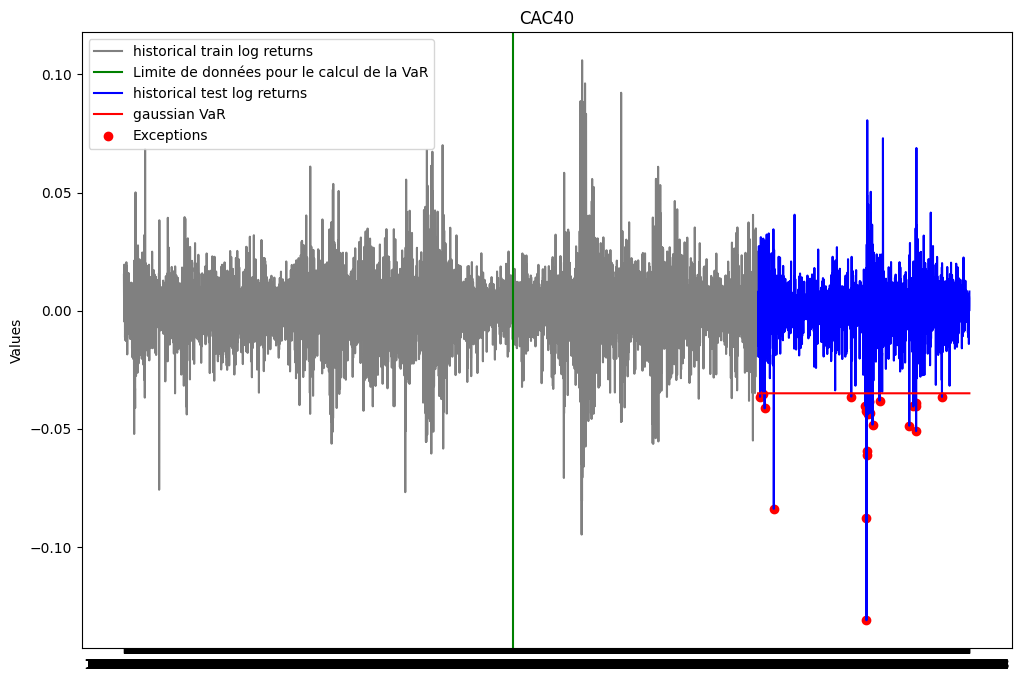 CAC40
historical train log returns
Limite de données pour le calcul de la VaR
historical test log returns
gaussian VaR
Exceptions
Values
0.10
0.05
0.00
−0.05
−0.10